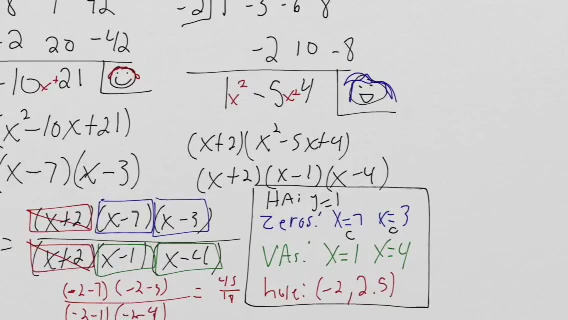 8 1 42
-2) 1 -3 -6 8
-2 20 -42
-2 10 -8
-10x+21
1x² -5x+4
(x²-10x+21)
(x+2)(x²-5x+4)
(x-7)(x-3)
(x+2)(x-1)(x-4)
= (x+2)(x-7)(x-3)
(x+2)(x-1)(x-4)
(-2-7)(-2-3)
(-2-1)(-2-4)
= 45
18
HA: y=1
Zeros: x=7 x=3
VAs: x=1 x=4
hole: (-2, 2.5)